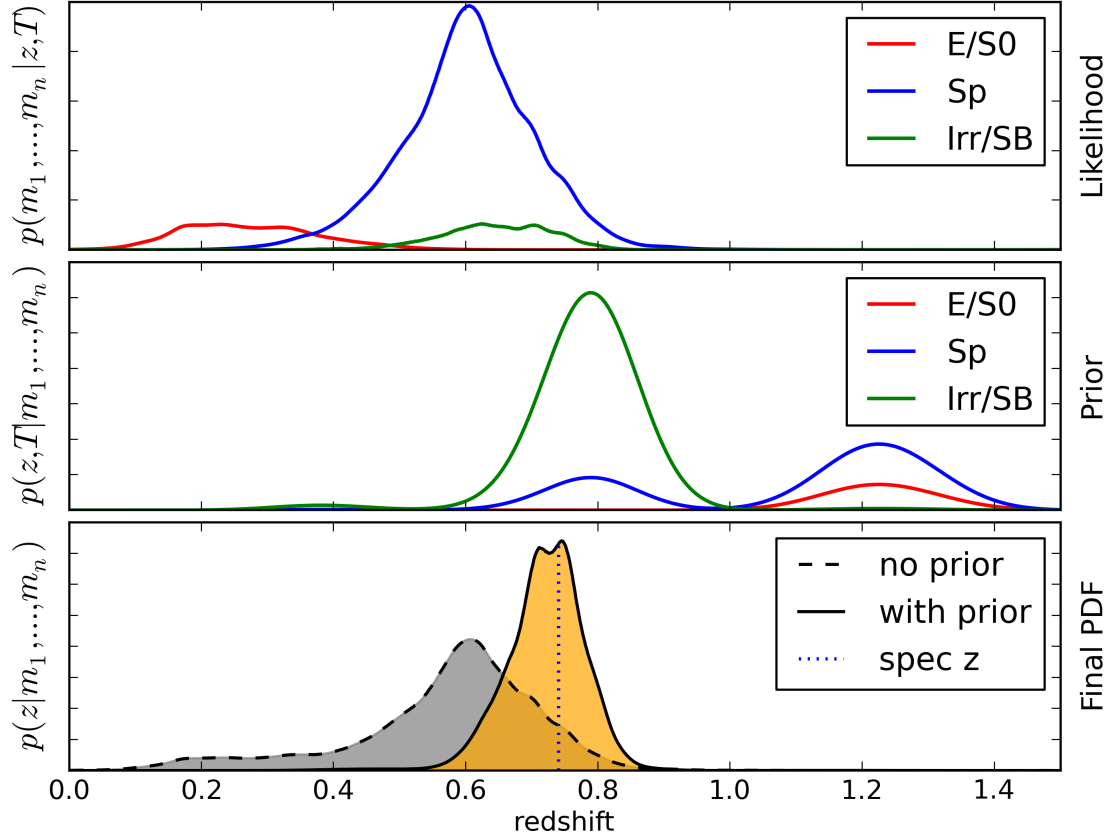 p(m₁,...,mₙ|z,T)
E/S0
Sp
Irr/SB
Likelihood
p(z,T|m₁,...,mₙ)
E/S0
Sp
Irr/SB
Prior
p(z|m₁,...,mₙ)
no prior
with prior
spec z
Final PDF
0.0 0.2 0.4 0.6 0.8 1.0 1.2 1.4
redshift